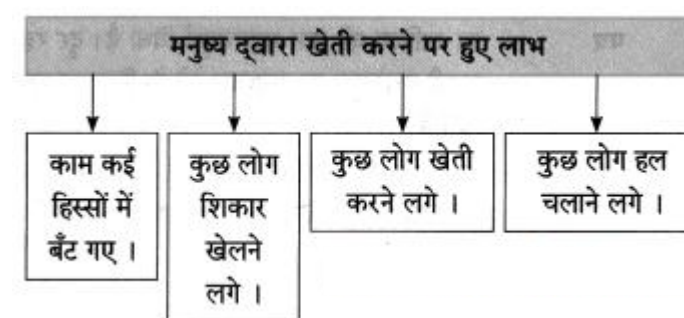 मनुष्य द्वारा खेती करने पर हुए लाभ
काम कई
हिस्सों में
बँट गए ।
कुछ लोग
शिकार
खेलने
लगे ।
कुछ लोग खेती
करने लगे ।
कुछ लोग हल
चलाने लगे ।